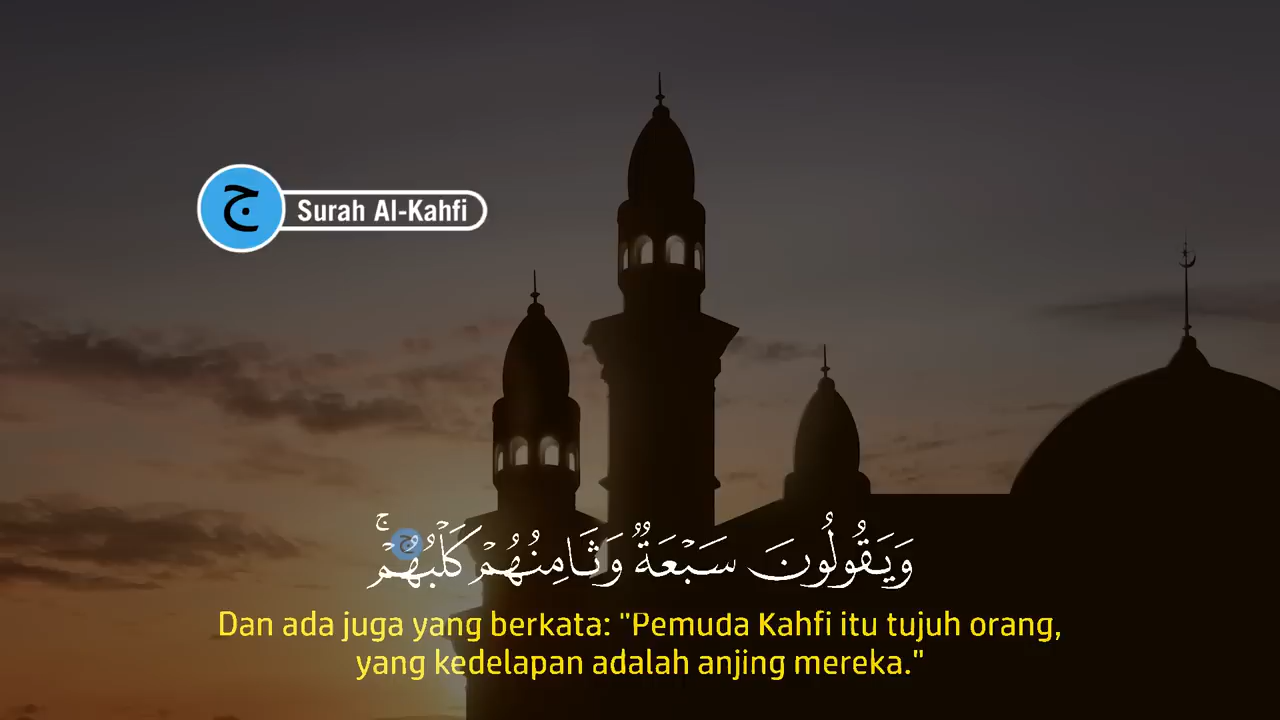 ج
Surah Al-Kahfi
وَيَقُولُونَ سَبْعَةٌ وَثَامِنُهُمْ كَلْبُهُمْ ۚ
ج
Dan ada juga yang berkata: "Pemuda Kahfi itu tujuh orang,
yang kedelapan adalah anjing mereka."